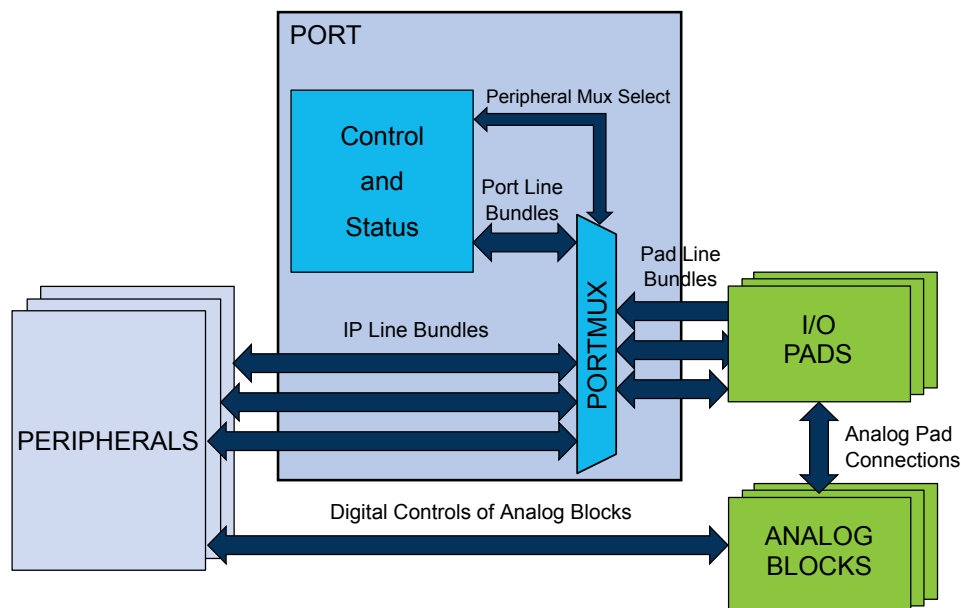 PORT
Peripheral Mux Select
Control
and
Status
Port Line
Bundles
Pad Line
Bundles
PORTMUX
I/O
PADS
IP Line Bundles
PERIPHERALS
Analog Pad
Connections
Digital Controls of Analog Blocks
ANALOG
BLOCKS